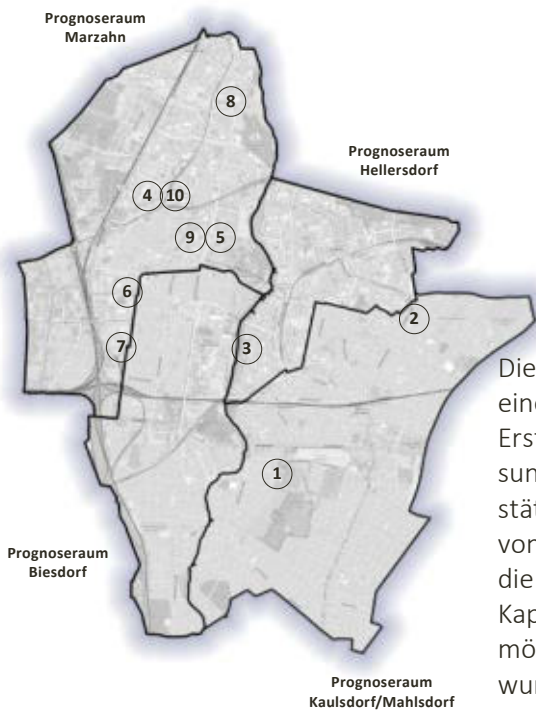 Prognoseraum
Marzahn
8
Prognoseraum
Hellersdorf
4 10
9 5
6
2
7
3
Die
eine
Erst
sun
stät
von
die
Kap
mö
wur
1
Prognoseraum
Biesdorf
Prognoseraum
Kaulsdorf/Mahlsdorf